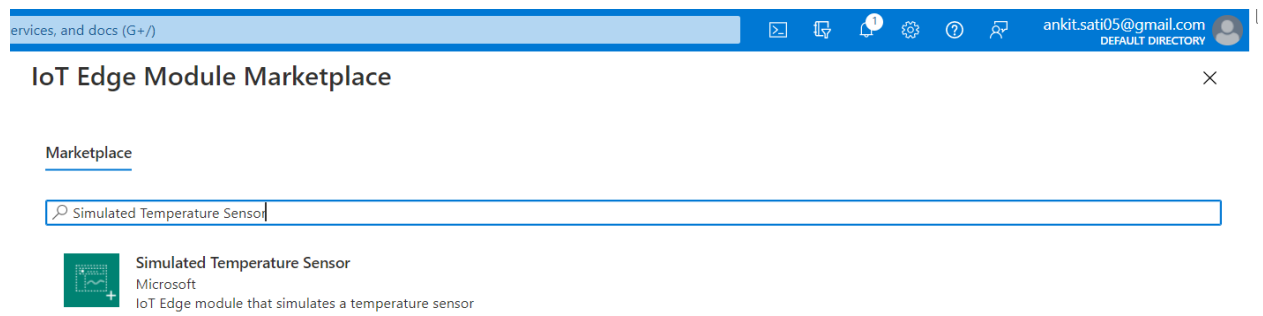 ervices, and docs (G+/)
1
ankit.sati05@gmail.com
DEFAULT DIRECTORY
IoT Edge Module Marketplace
Marketplace
Simulated Temperature Sensor
Simulated Temperature Sensor
Microsoft
IoT Edge module that simulates a temperature sensor